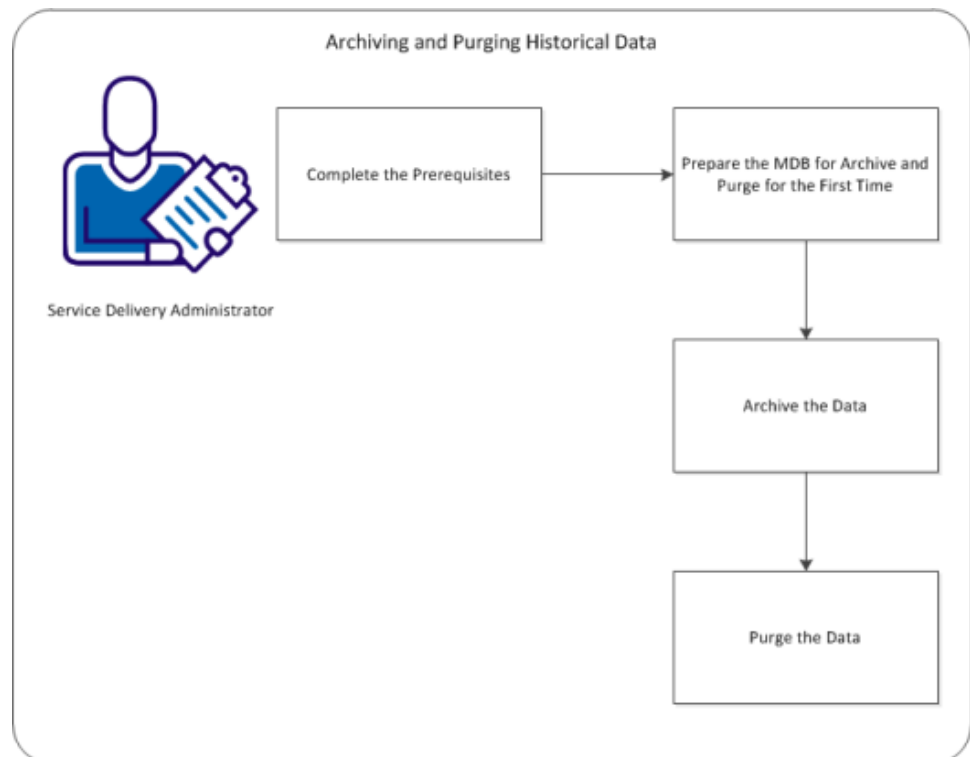 Archiving and Purging Historical Data
Complete the Prerequisites
Prepare the MDB for Archive and
Purge for the First Time
Service Delivery Administrator
Archive the Data
Purge the Data